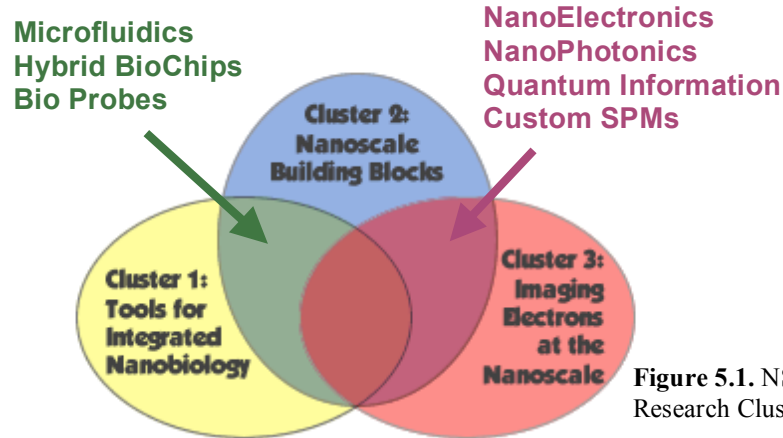 Microfluidics
Hybrid BioChips
Bio Probes
NanoElectronics
NanoPhotonics
Quantum Information
Custom SPMs
Cluster 2:
Nanoscale
Building Blocks
Cluster 1:
Tools for
Integrated
Nanobiology
Cluster 3:
Imaging
Electrons
at the
Nanoscale
Figure 5.1.
Research